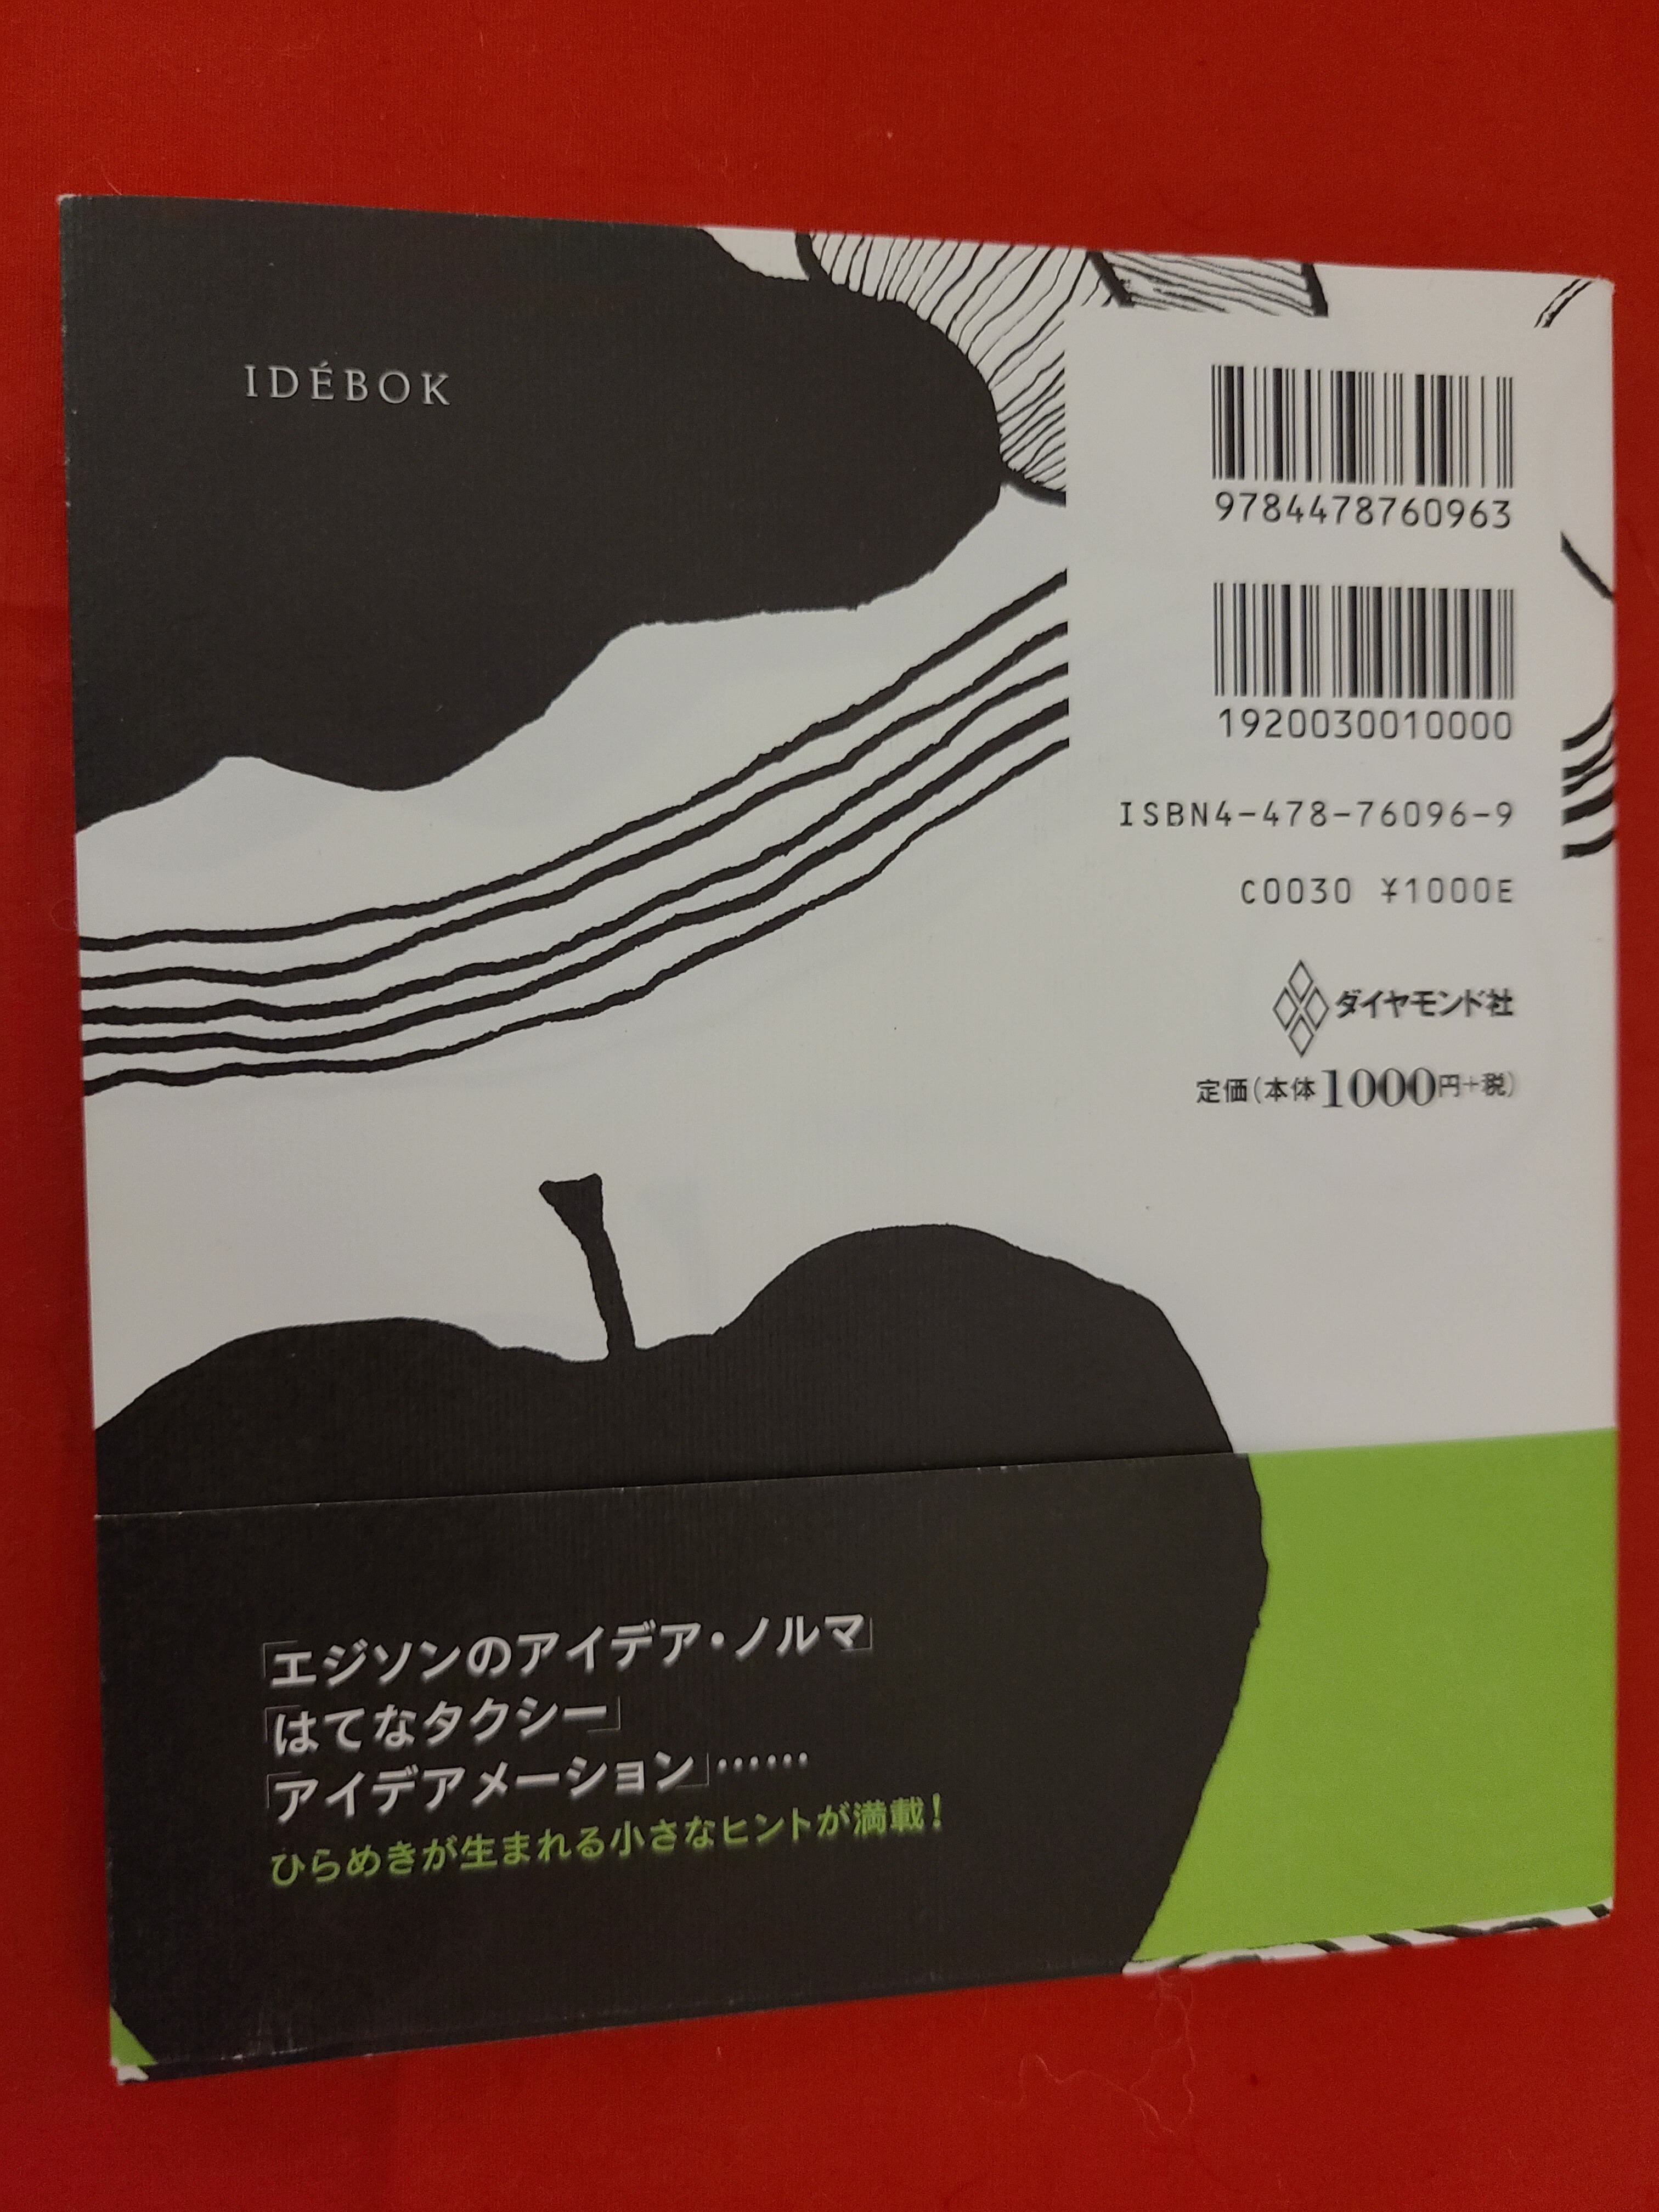 IDÉBOK
9784478760963
1920030010000
ISBN4-478-76096-9
C0030 ¥1000E
ダイヤモンド社
定価(本体1000円+税)
「エジソンのアイデア・ノルマ」
「はてなタクシー」
「アイデアメーション」……
ひらめきが生まれる小さなヒントが満載!